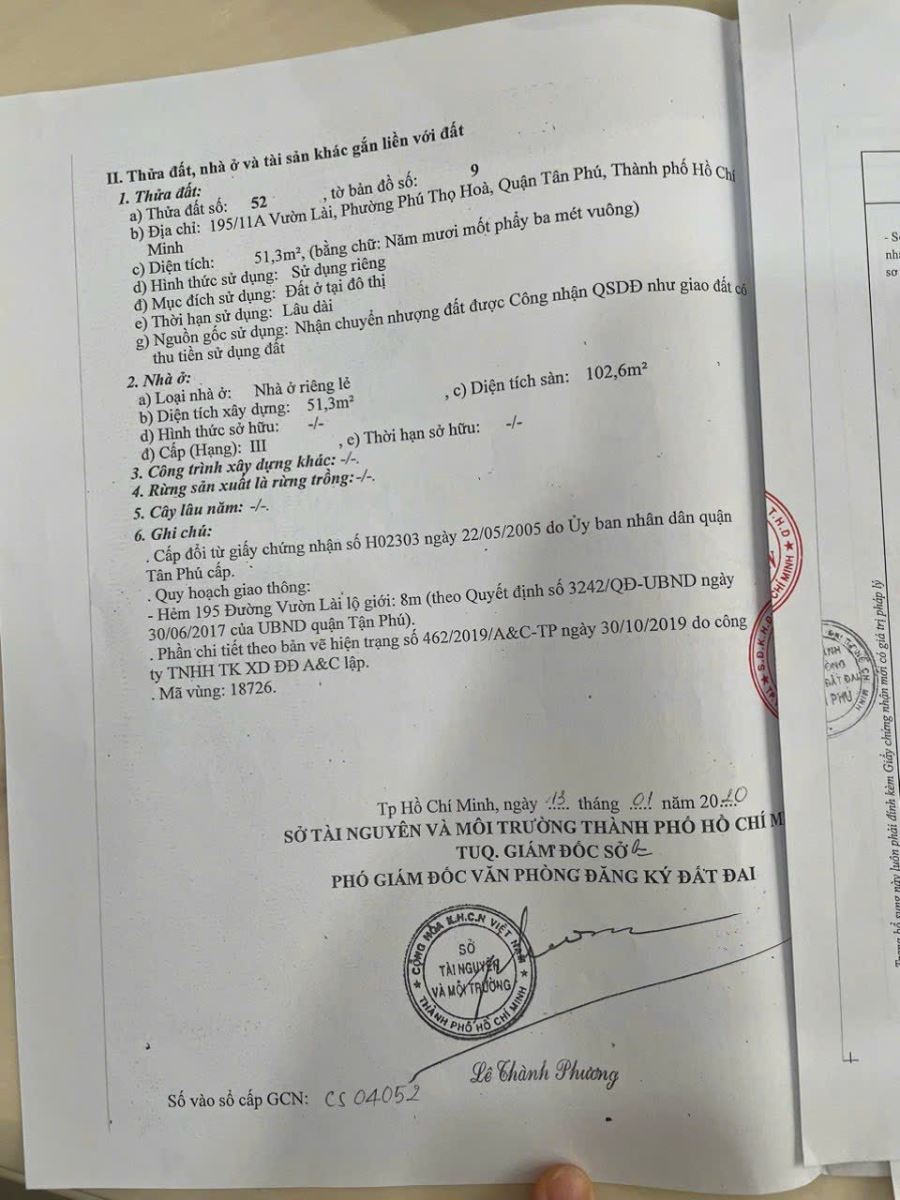 II. Thửa đất, nhà ở và tài sản khác gắn liền với đất
1. Thửa đất:
a) Thửa đất số: 52 , tờ bản đồ số: 9
b) Địa chỉ: 195/11A Vườn Lài, Phường Phú Thọ Hoà, Quận Tân Phú, Thành phố Hồ Chí
Minh
c) Diện tích: 51,3m², (bằng chữ: Năm mươi mốt phẩy ba mét vuông)
d) Hình thức sử dụng: Sử dụng riêng
đ) Mục đích sử dụng: Đất ở tại đô thị
e) Thời hạn sử dụng: Lâu dài
g) Nguồn gốc sử dụng: Nhận chuyển nhượng đất được Công nhận QSDĐ như giao đất có
thu tiền sử dụng đất
2. Nhà ở:
a) Loại nhà ở: Nhà ở riêng lẻ
b) Diện tích xây dựng: 51,3m² , c) Diện tích sàn: 102,6m²
d) Hình thức sở hữu: -/-
đ) Cấp (Hạng): III , e) Thời hạn sở hữu: -/-
3. Công trình xây dựng khác: -/-.
4. Rừng sản xuất là rừng trồng: -/-.
5. Cây lâu năm: -/-.
6. Ghi chú:
. Cấp đổi từ giấy chứng nhận số H02303 ngày 22/05/2005 do Ủy ban nhân dân quận
Tân Phú cấp.
. Quy hoạch giao thông:
- Hẻm 195 Đường Vườn Lài lộ giới: 8m (theo Quyết định số 3242/QĐ-UBND ngày
30/06/2017 của UBND quận Tận Phú).
. Phần chi tiết theo bản vẽ hiện trạng số 462/2019/A&C-TP ngày 30/10/2019 do công
ty TNHH TK XD ĐĐ A&C lập.
. Mã vùng: 18726.
Tp Hồ Chí Minh, ngày 13 tháng 01 năm 2020
SỞ TÀI NGUYÊN VÀ MÔI TRƯỜNG THÀNH PHỐ HỒ CHÍ M
TUQ. GIÁM ĐỐC SỞ
PHÓ GIÁM ĐỐC VĂN PHÒNG ĐĂNG KÝ ĐẤT ĐAI
CỘNG HÒA X.H.C.N VIỆT NAM
SỞ
TÀI NGUYÊN
VÀ MÔI TRƯỜNG
THÀNH PHỐ HỒ CHÍ MINH
Lê Thành Phương
Số vào sổ cấp GCN: CS 04052
T.H.D
CHÍ MINH
S.D.K.H.Đ
TP
- S
nh
sơ
ĐẤT ĐAI
PHÚ
CHÍ MINH
này luôn phải đính kèm Giấy chứng nhận mới có giá trị pháp lý